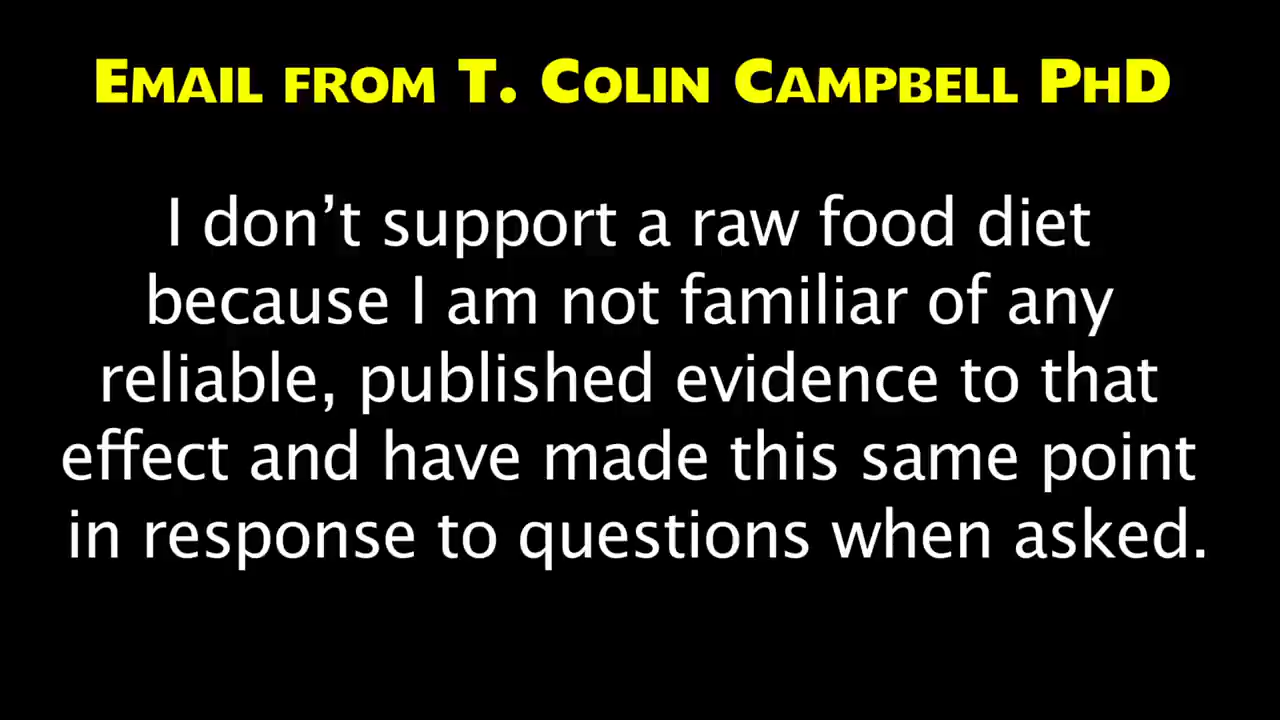 EMAIL FROM T. COLIN CAMPBELL PHD
I don’t support a raw food diet
because I am not familiar of any
reliable, published evidence to that
effect and have made this same point
in response to questions when asked.